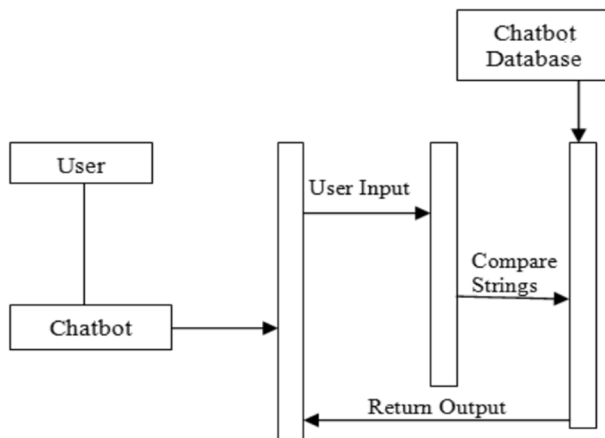 Chatbot
Database
User
User Input
Compare
Strings
Chatbot
Return Output